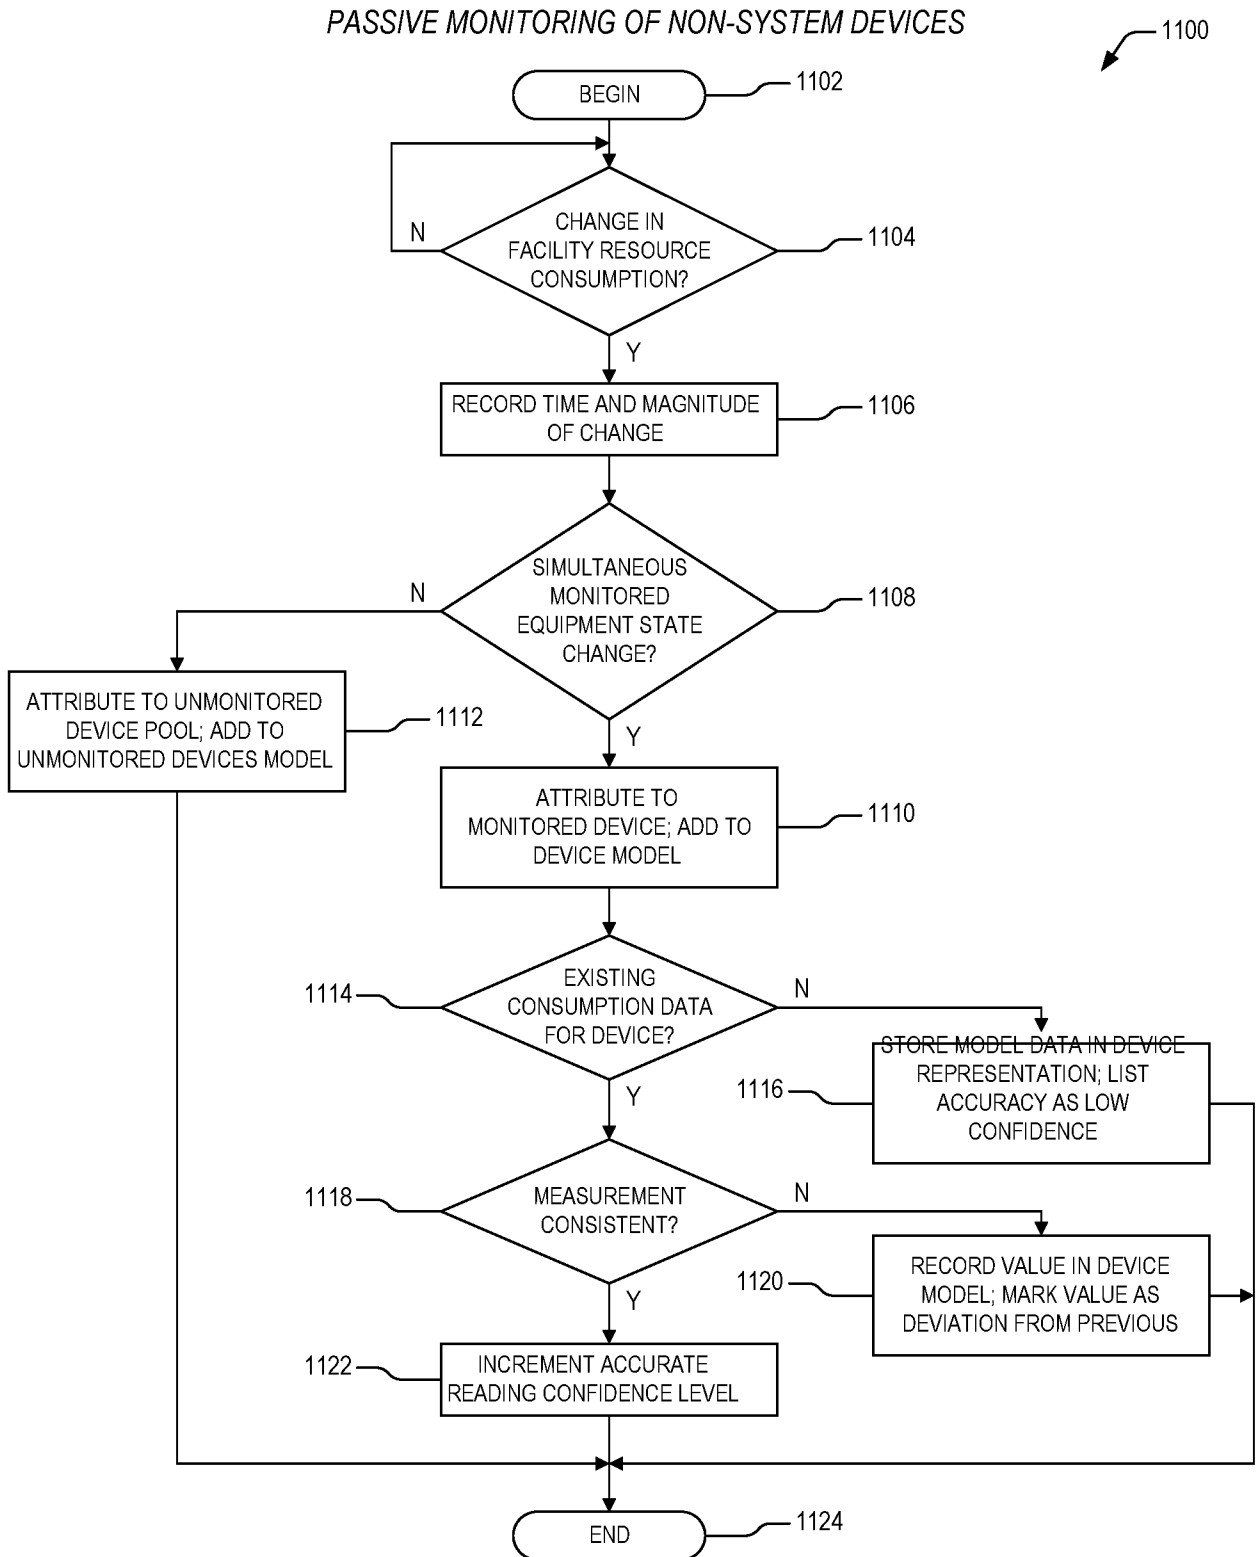 PASSIVE MONITORING OF NON-SYSTEM DEVICES
1100
BEGIN
1102
N
CHANGE IN
FACILITY RESOURCE
CONSUMPTION?
1104
Y
RECORD TIME AND MAGNITUDE
OF CHANGE
1106
N
SIMULTANEOUS
MONITORED
EQUIPMENT STATE
CHANGE?
1108
ATTRIBUTE TO UNMONITORED
DEVICE POOL; ADD TO
UNMONITORED DEVICES MODEL
1112
Y
ATTRIBUTE TO
MONITORED DEVICE; ADD TO
DEVICE MODEL
1110
1114
EXISTING
CONSUMPTION DATA
FOR DEVICE?
N
1116
STORE MODEL DATA IN DEVICE
REPRESENTATION; LIST
ACCURACY AS LOW
CONFIDENCE
Y
1118
MEASUREMENT
CONSISTENT?
N
1120
RECORD VALUE IN DEVICE
MODEL; MARK VALUE AS
DEVIATION FROM PREVIOUS
Y
1122
INCREMENT ACCURATE
READING CONFIDENCE LEVEL
END
1124